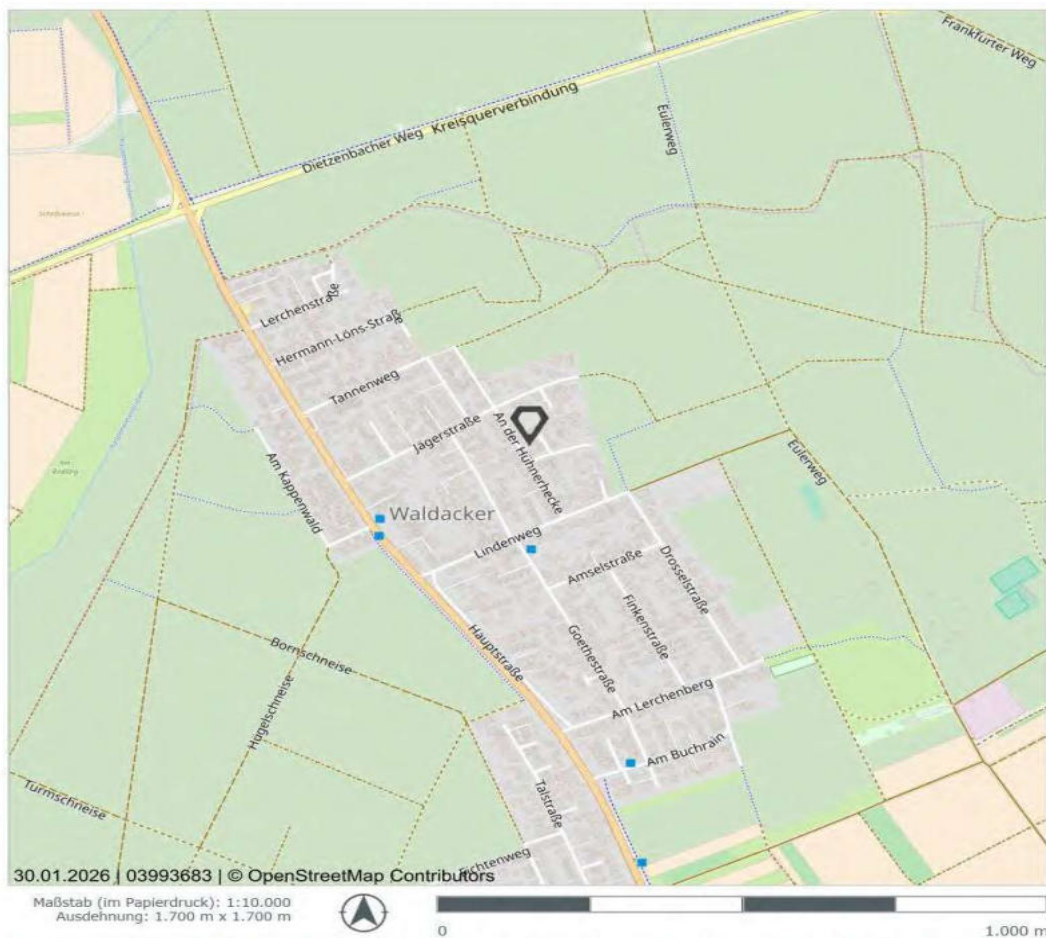 Frankfurter Weg
Dietzenbacher Weg
Kreisquerverbindung
Eulerweg
Lerchenstraße
Hermann-Löns-Straße
Tannenweg
Jägerstraße
An der Hühnerhecke
Am Kappenwald
Waldacker
Lindenweg
Eulerweg
Amselstraße
Drosselstraße
Finkenstraße
Goethestraße
Hauptstraße
Bornschneise
Hügelschneise
Am Lerchenberg
Am Buchrain
Turmschneise
Talstraße
ichtenweg
30.01.2026 | 03993683 | © OpenStreetMap Contributors
Maßstab (im Papierdruck): 1:10.000
Ausdehnung: 1.700 m x 1.700 m
0
1.000 m